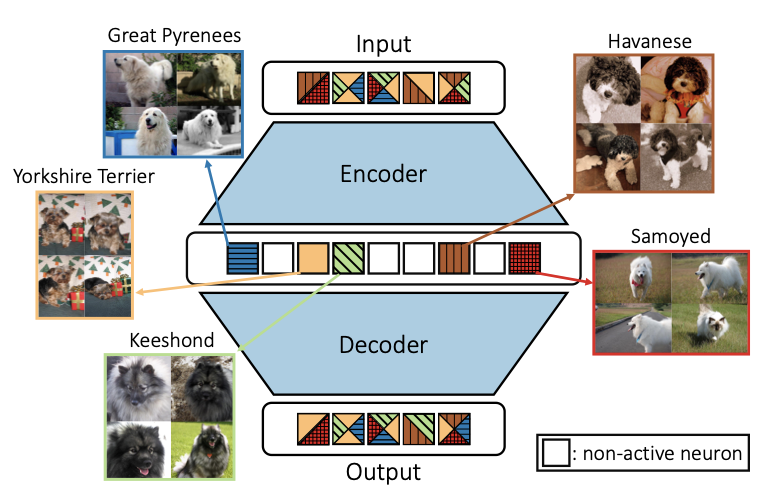 Great Pyrenees
Input
Havanese
Encoder
Yorkshire Terrier
Samoyed
Keeshond
Decoder
: non-active neuron
Output